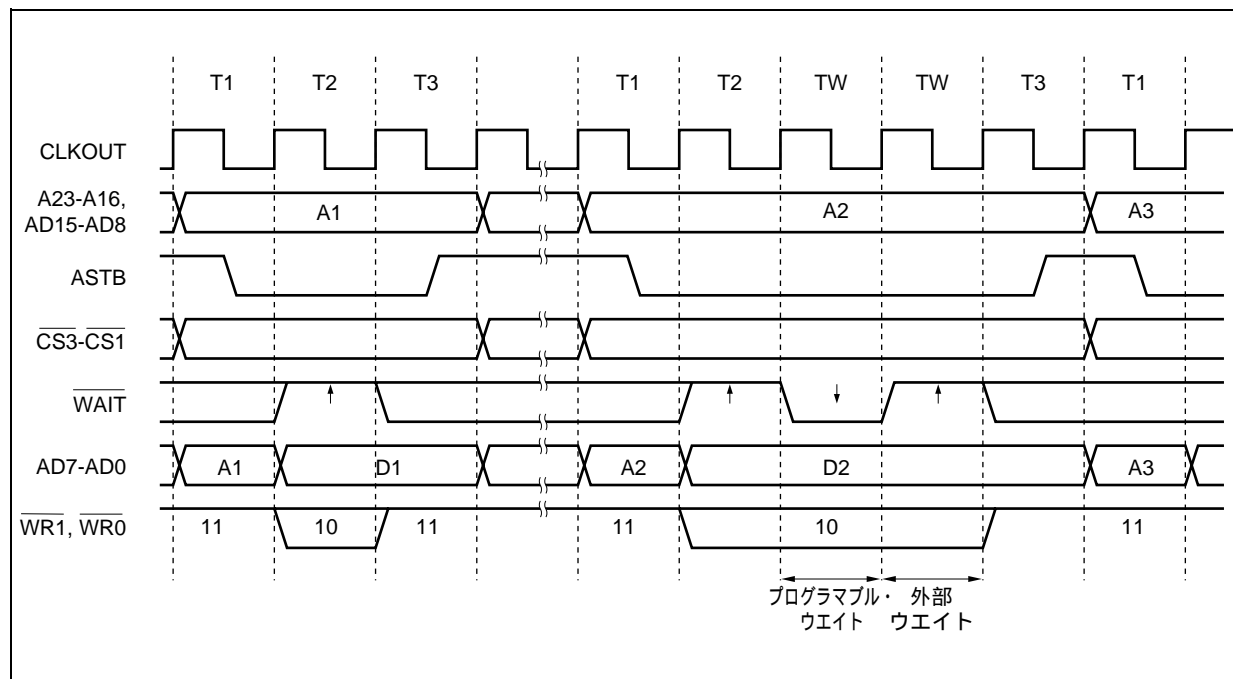 T1 T2 T3 T1 T2 TW TW T3 T1
CLKOUT
A23-A16,
AD15-AD8
A1 A2 A3
ASTB
CS3-CS1
WAIT
AD7-AD0 A1 D1 A2 D2 A3
WR1, WR0 11 10 11 11 10 11
プログラマブル・
ウエイト
外部
ウエイト